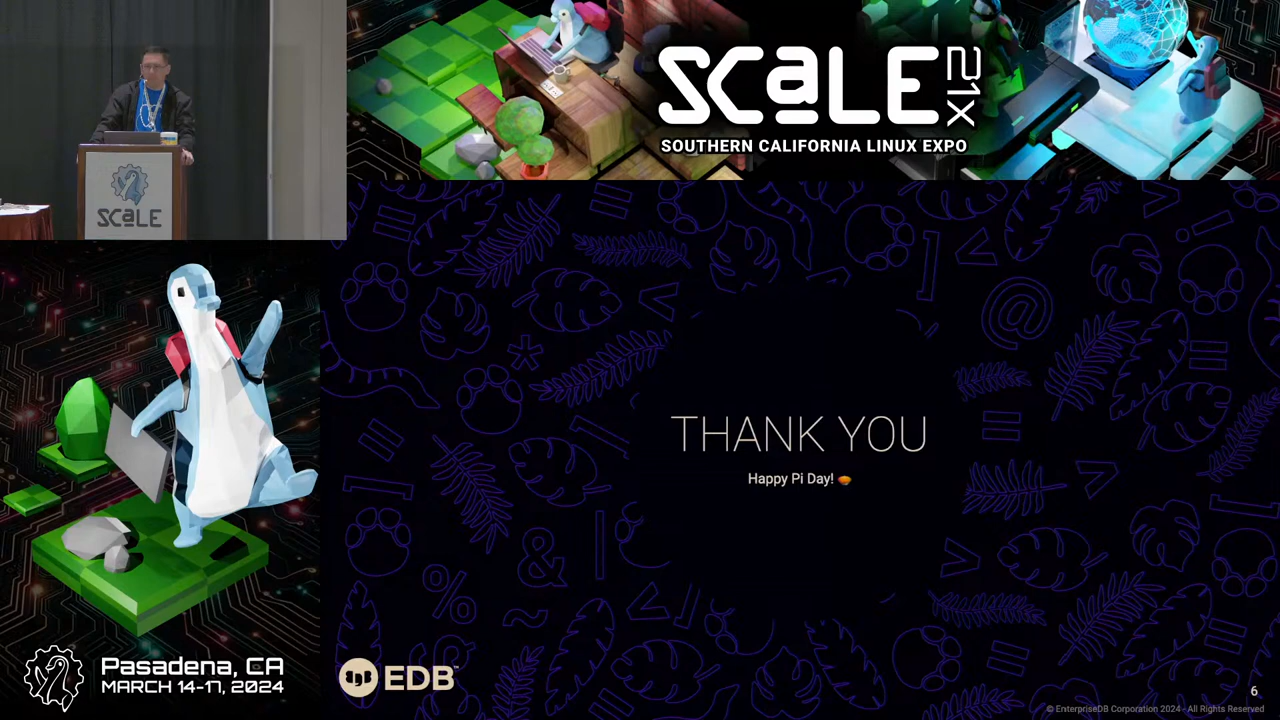 SCaLE 21X
SOUTHERN CALIFORNIA LINUX EXPO
SCaLE
THANK YOU
Happy Pi Day! 🥧
Pasadena, CA
MARCH 14-17, 2024
EDB™
6
© EnterpriseDB Corporation 2024 - All Rights Reserved